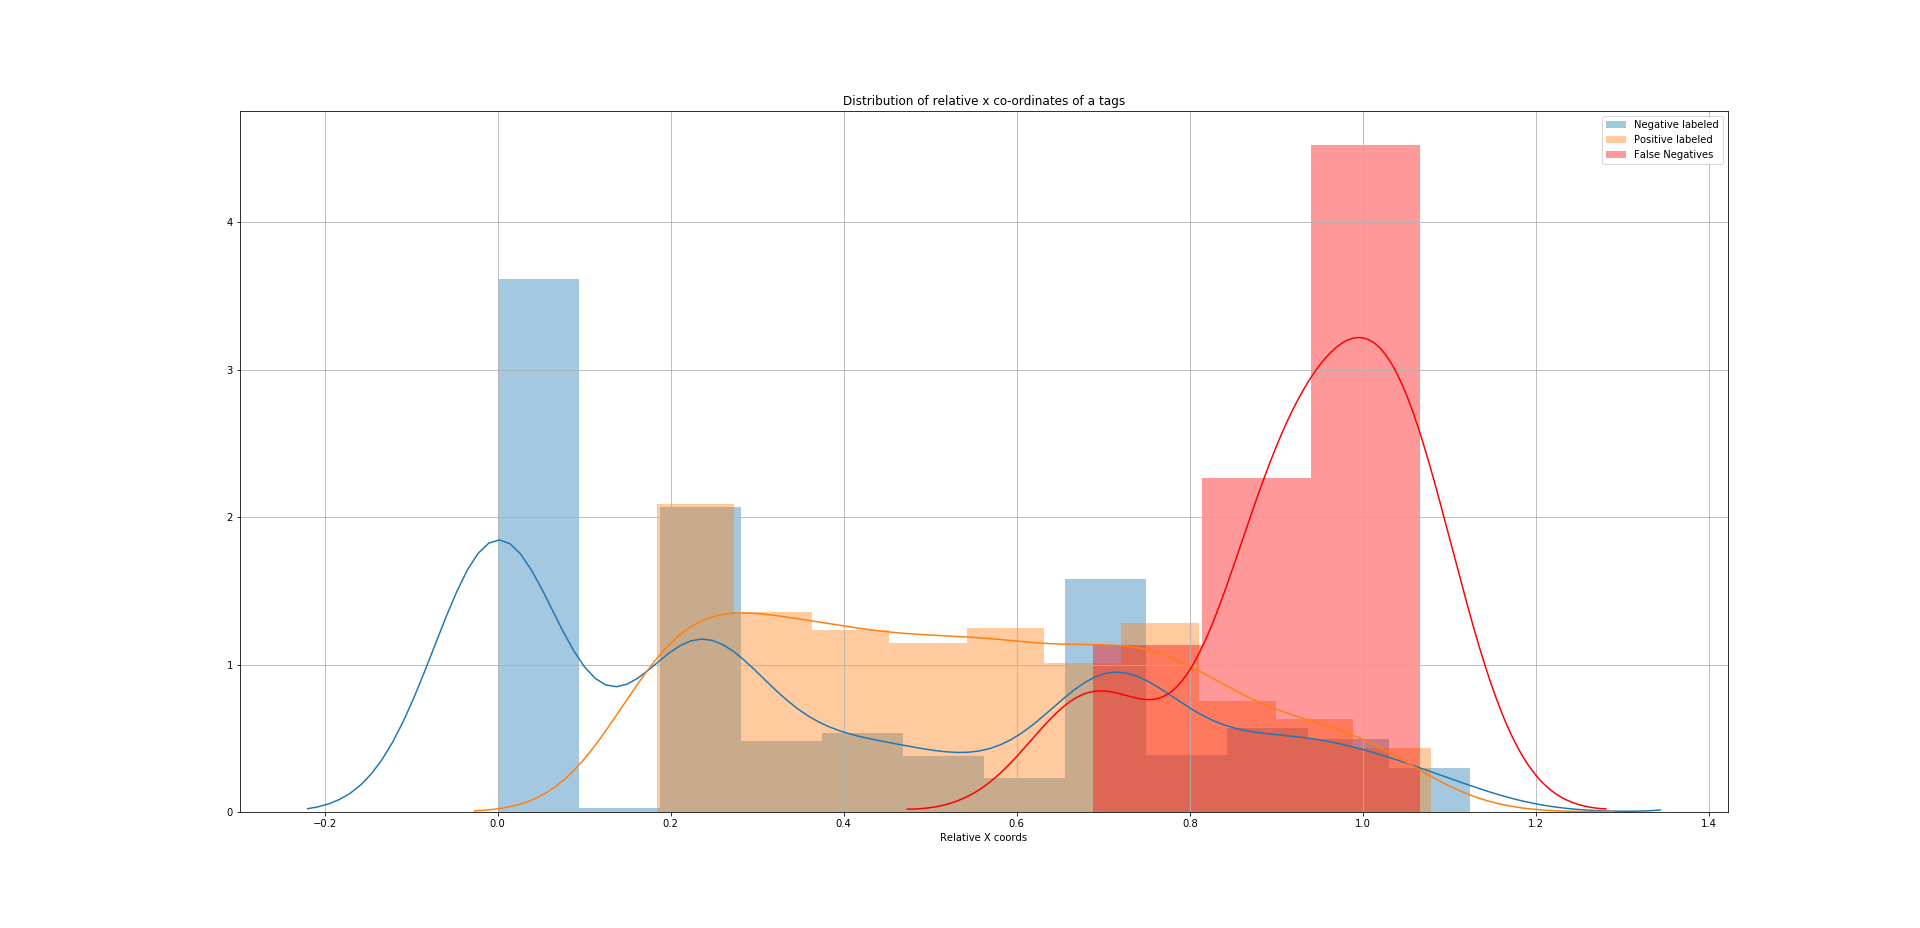 Distribution of relative x co-ordinates of a tags
Negative labeled
Positive labeled
False Negatives
4
3
2
1
0
−0.2 0.0 0.2 0.4 0.6 0.8 1.0 1.2 1.4
Relative X coords